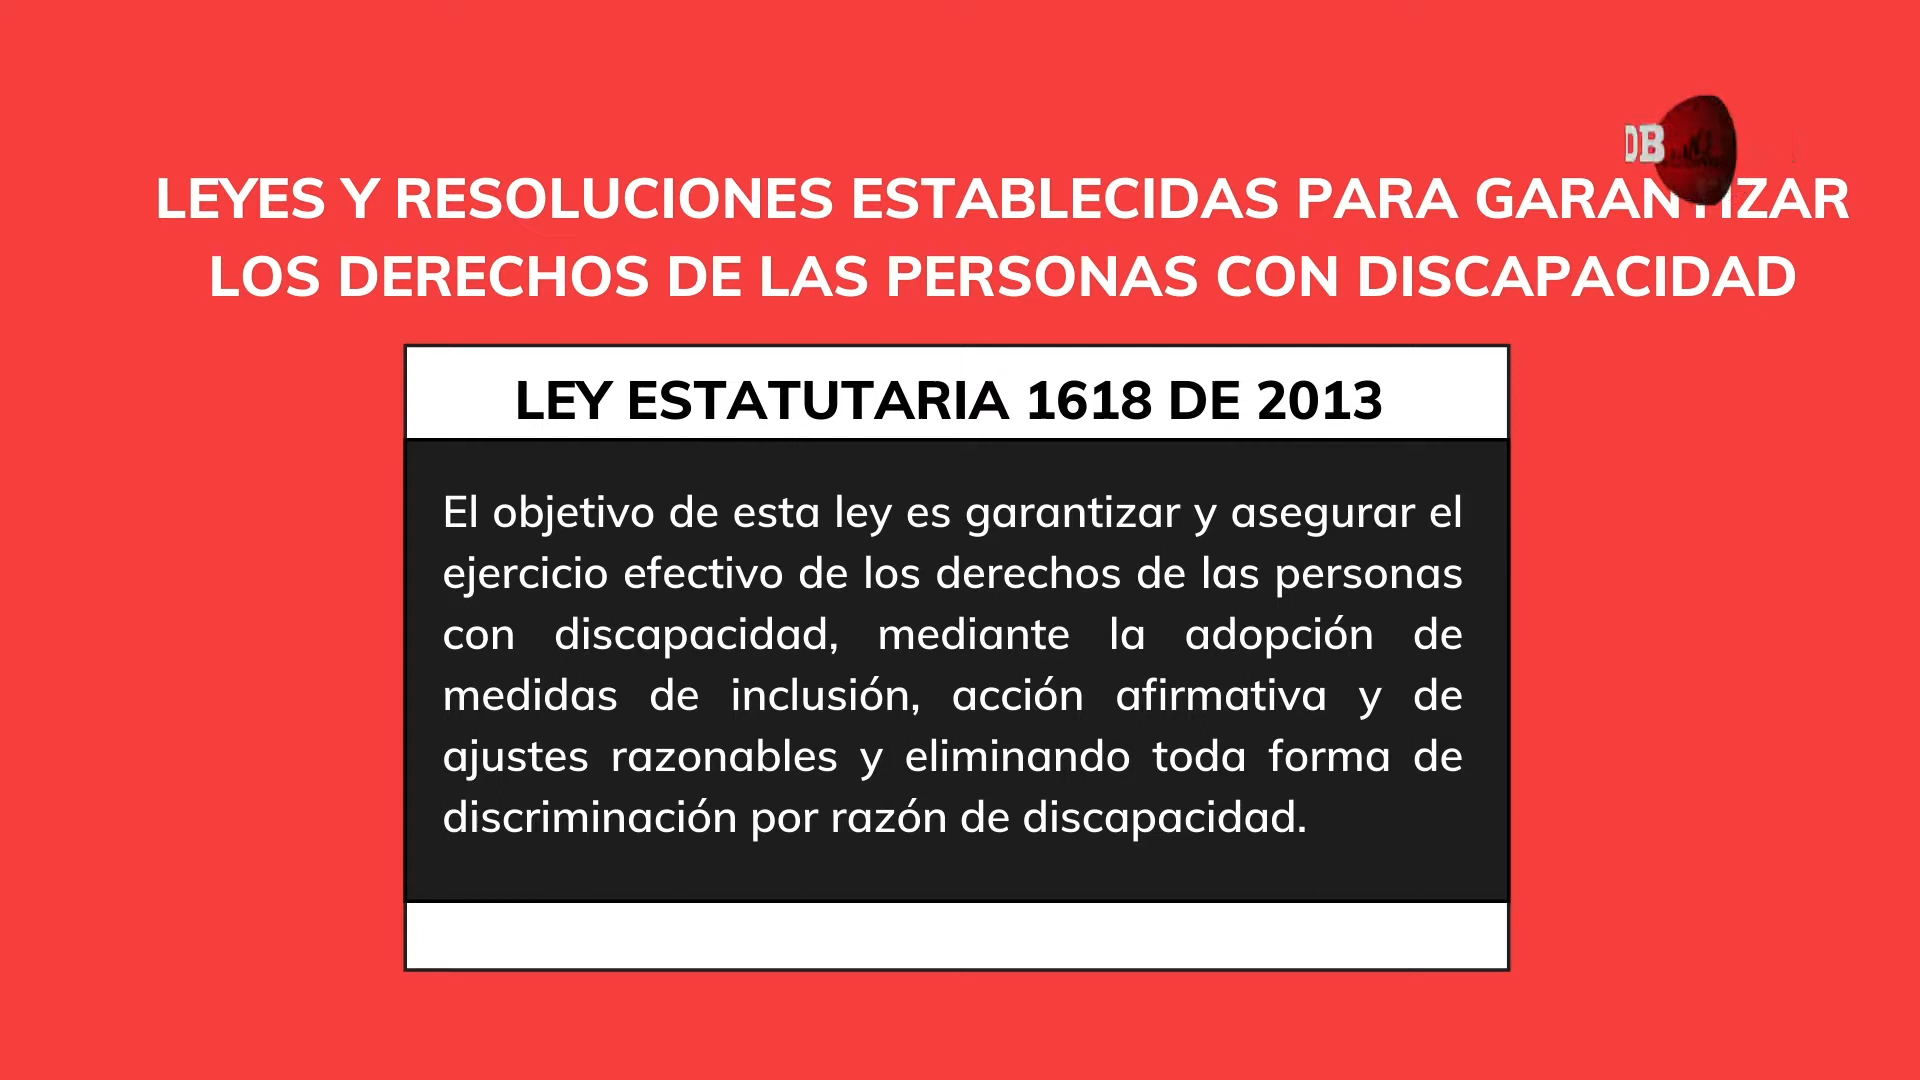 DB
LEYES Y RESOLUCIONES ESTABLECIDAS PARA GARANTIZAR
LOS DERECHOS DE LAS PERSONAS CON DISCAPACIDAD
LEY ESTATUTARIA 1618 DE 2013
El objetivo de esta ley es garantizar y asegurar el
ejercicio efectivo de los derechos de las personas
con discapacidad, mediante la adopción de
medidas de inclusión, acción afirmativa y de
ajustes razonables y eliminando toda forma de
discriminación por razón de discapacidad.